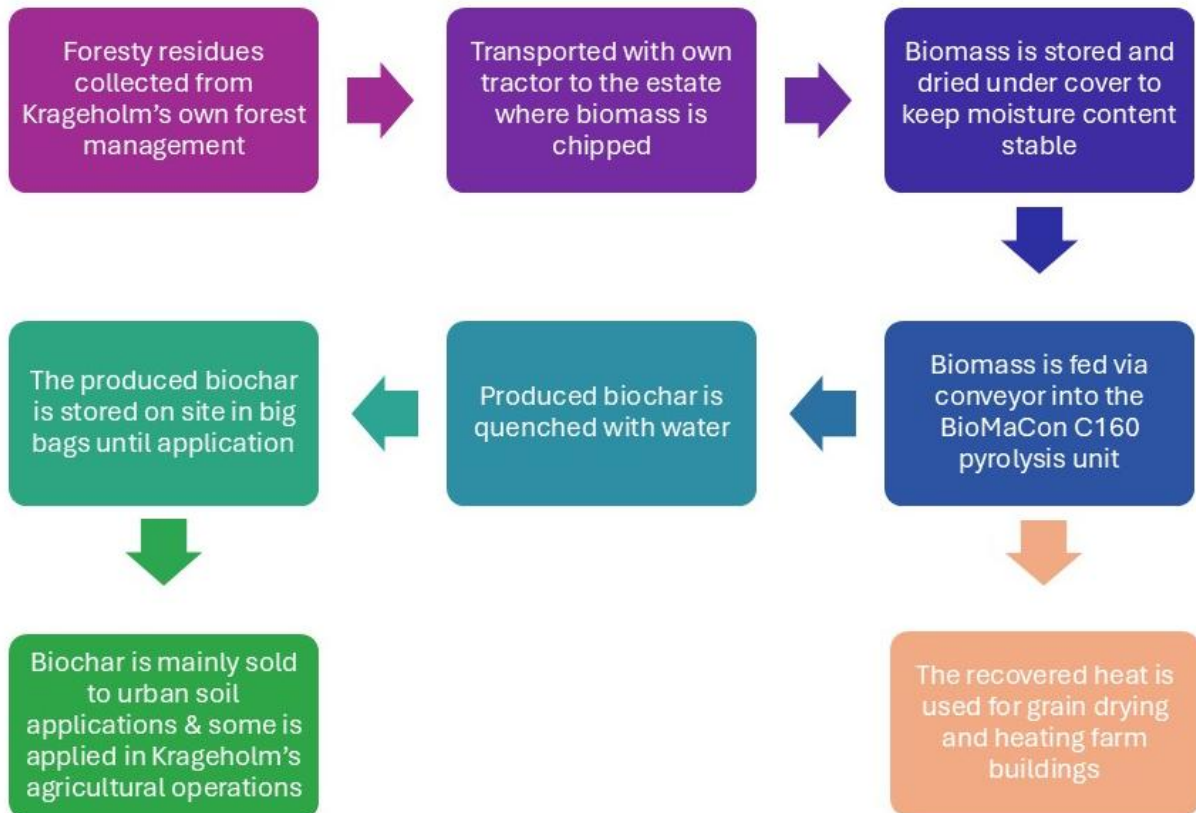 Foresty residues
collected from
Krageholm's own forest
management
Transported with own
tractor to the estate
where biomass is
chipped
Biomass is stored and
dried under cover to
keep moisture content
stable
Biomass is fed via
conveyor into the
BioMaCon C160
pyrolysis unit
Produced biochar is
quenched with water
The produced biochar
is stored on site in big
bags until application
Biochar is mainly sold
to urban soil
applications & some is
applied in Krageholm's
agricultural operations
The recovered heat is
used for grain drying
and heating farm
buildings